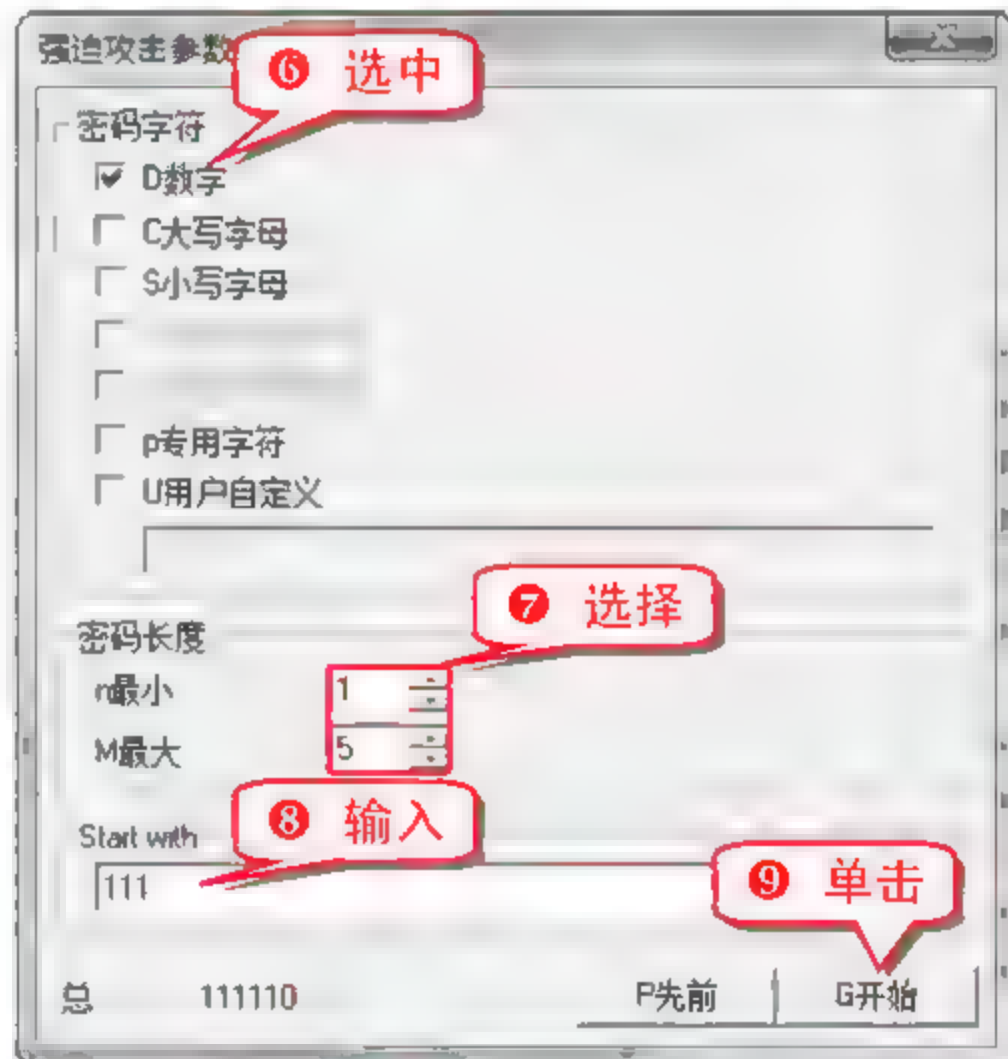 强迫攻击参数
❻ 选中
密码字符
D数字
C大写字母
S小写字母
p专用字符
U用户自定义
❼ 选择
密码长度
n最小 1
M最大 5
❽ 输入
Start with
111
❾ 单击
总 111110 P先前 G开始